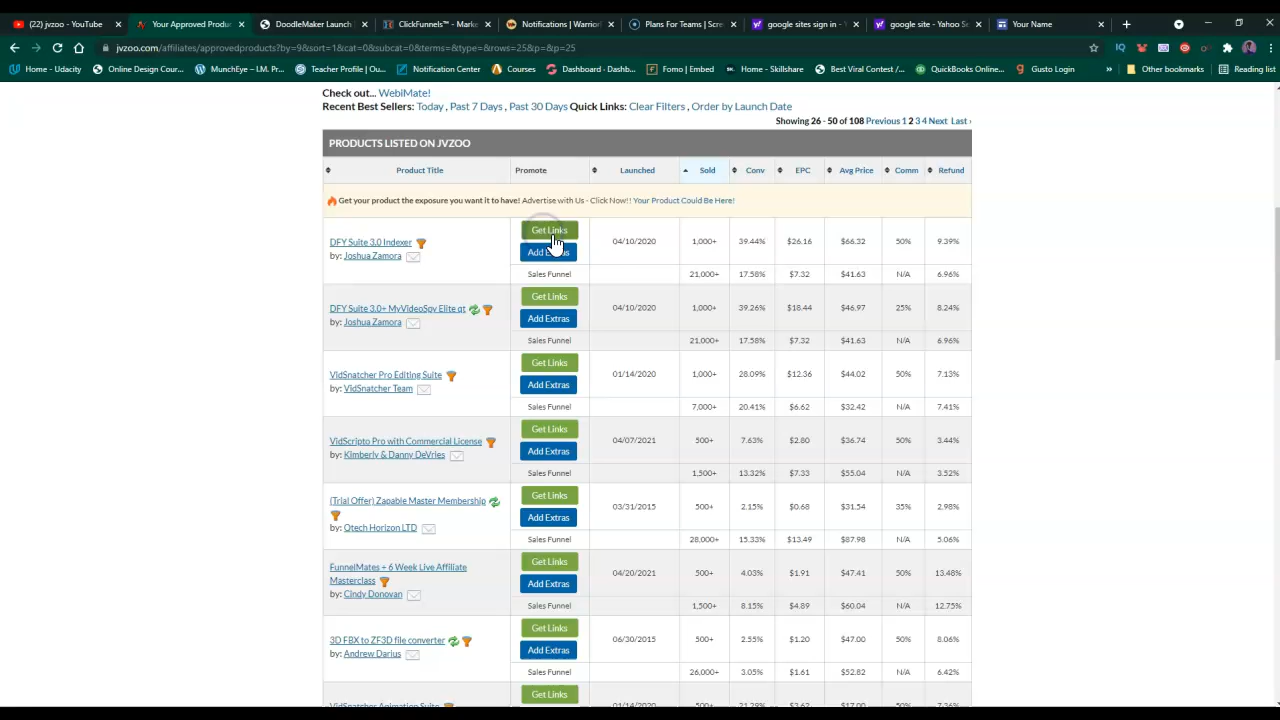 (23) jvzoo - YouTube
Your Approved Products
DoodleMaker Launch
ClickFunnels™ - Mark
Notifications | Warrior
Plans For Teams | Scre
google sites sign in - Y
google site - Yahoo Se
Your Name
jvzoo.com/affiliates/approvedproducts?by=9&sort=1&cat=0&subcat=0&terms=&type=&rows=25&p=&p=25
Home - Udacity
Online Design Cour...
MunchEye — I.M. Pr...
Teacher Profile | Ou...
Notification Center
Courses
Dashboard - Dashb...
Fomo | Embed
Home - Skillshare
Best Viral Contest /...
QuickBooks Online...
Gusto Login
»
Other bookmarks
Reading list
Check out... WebiMate!
Recent Best Sellers: Today , Past 7 Days , Past 30 Days Quick Links: Clear Filters , Order by Launch Date
Showing 26 - 50 of 108 Previous 1 2 3 4 Next Last ›
PRODUCTS LISTED ON JVZOO
Product Title Promote Launched Sold Conv EPC Avg Price Comm Refund
Get your product the exposure you want it to have! Advertise with Us - Click Now!! Your Product Could Be Here!
Get Links
DFY Suite 3.0 Indexer 04/10/2020 1,000+ 39.44% $26.16 $66.32 50% 9.39%
by: Joshua Zamora
Sales Funnel 21,000+ 17.58% $7.32 $41.63 N/A 6.96%
Get Links
DFY Suite 3.0+ MyVideoSpy Elite qt 04/10/2020 1,000+ 39.26% $18.44 $46.97 25% 8.24%
by: Joshua Zamora Add Extras
Sales Funnel 21,000+ 17.58% $7.32 $41.63 N/A 6.96%
Get Links
VidSnatcher Pro Editing Suite 01/14/2020 1,000+ 28.09% $12.36 $44.02 50% 7.13%
by: VidSnatcher Team Add Extras
Sales Funnel 7,000+ 20.41% $6.62 $32.42 N/A 7.41%
Get Links
VidScripto Pro with Commercial License 04/07/2021 500+ 7.63% $2.80 $36.74 50% 3.44%
by: Kimberly & Danny DeVries Add Extras
Sales Funnel 1,500+ 13.32% $7.33 $55.04 N/A 3.52%
Get Links
(Trial Offer) Zapable Master Membership 03/31/2015 500+ 2.15% $0.68 $31.54 35% 2.98%
Add Extras
by: Qtech Horizon LTD
Sales Funnel 28,000+ 15.33% $87.98 $13.49 N/A 5.06%
Get Links
FunnelMates + 6 Week Live Affiliate
Masterclass 04/20/2021 500+ 4.03% $1.91 $47.41 50% 13.48%
by: Cindy Donovan Add Extras
Sales Funnel 1,500+ 8.15% $4.89 $60.04 N/A 12.75%
Get Links
3D FBX to ZF3D file converter 06/30/2015 500+ 2.55% $1.20 $47.00 50% 8.06%
by: Andrew Darius Add Extras
Sales Funnel 26,000+ 3.05% $1.61 $52.82 N/A 6.42%
Get Links
VidSnatcher Animation Suite